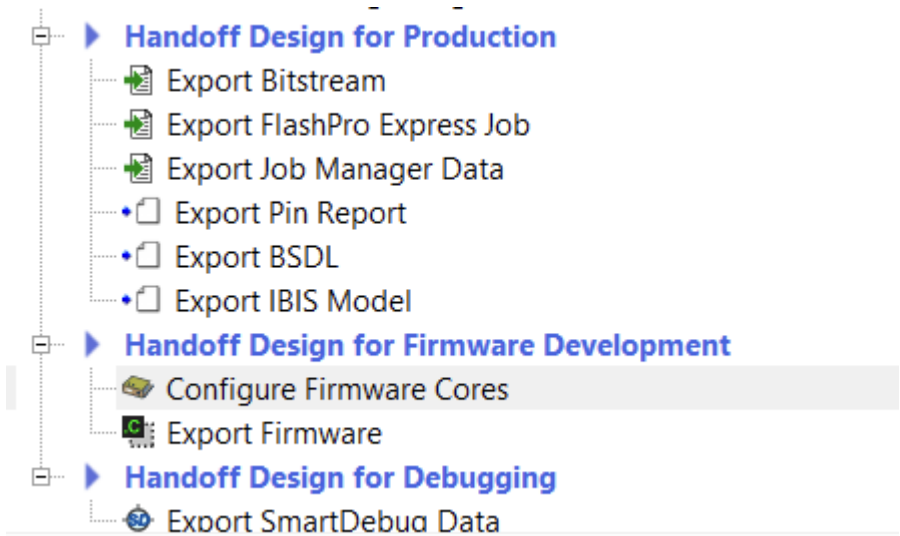 Handoff Design for Production
Export Bitstream
Export FlashPro Express Job
Export Job Manager Data
Export Pin Report
Export BSDL
Export IBIS Model
Handoff Design for Firmware Development
Configure Firmware Cores
Export Firmware
Handoff Design for Debugging
Export SmartDebug Data